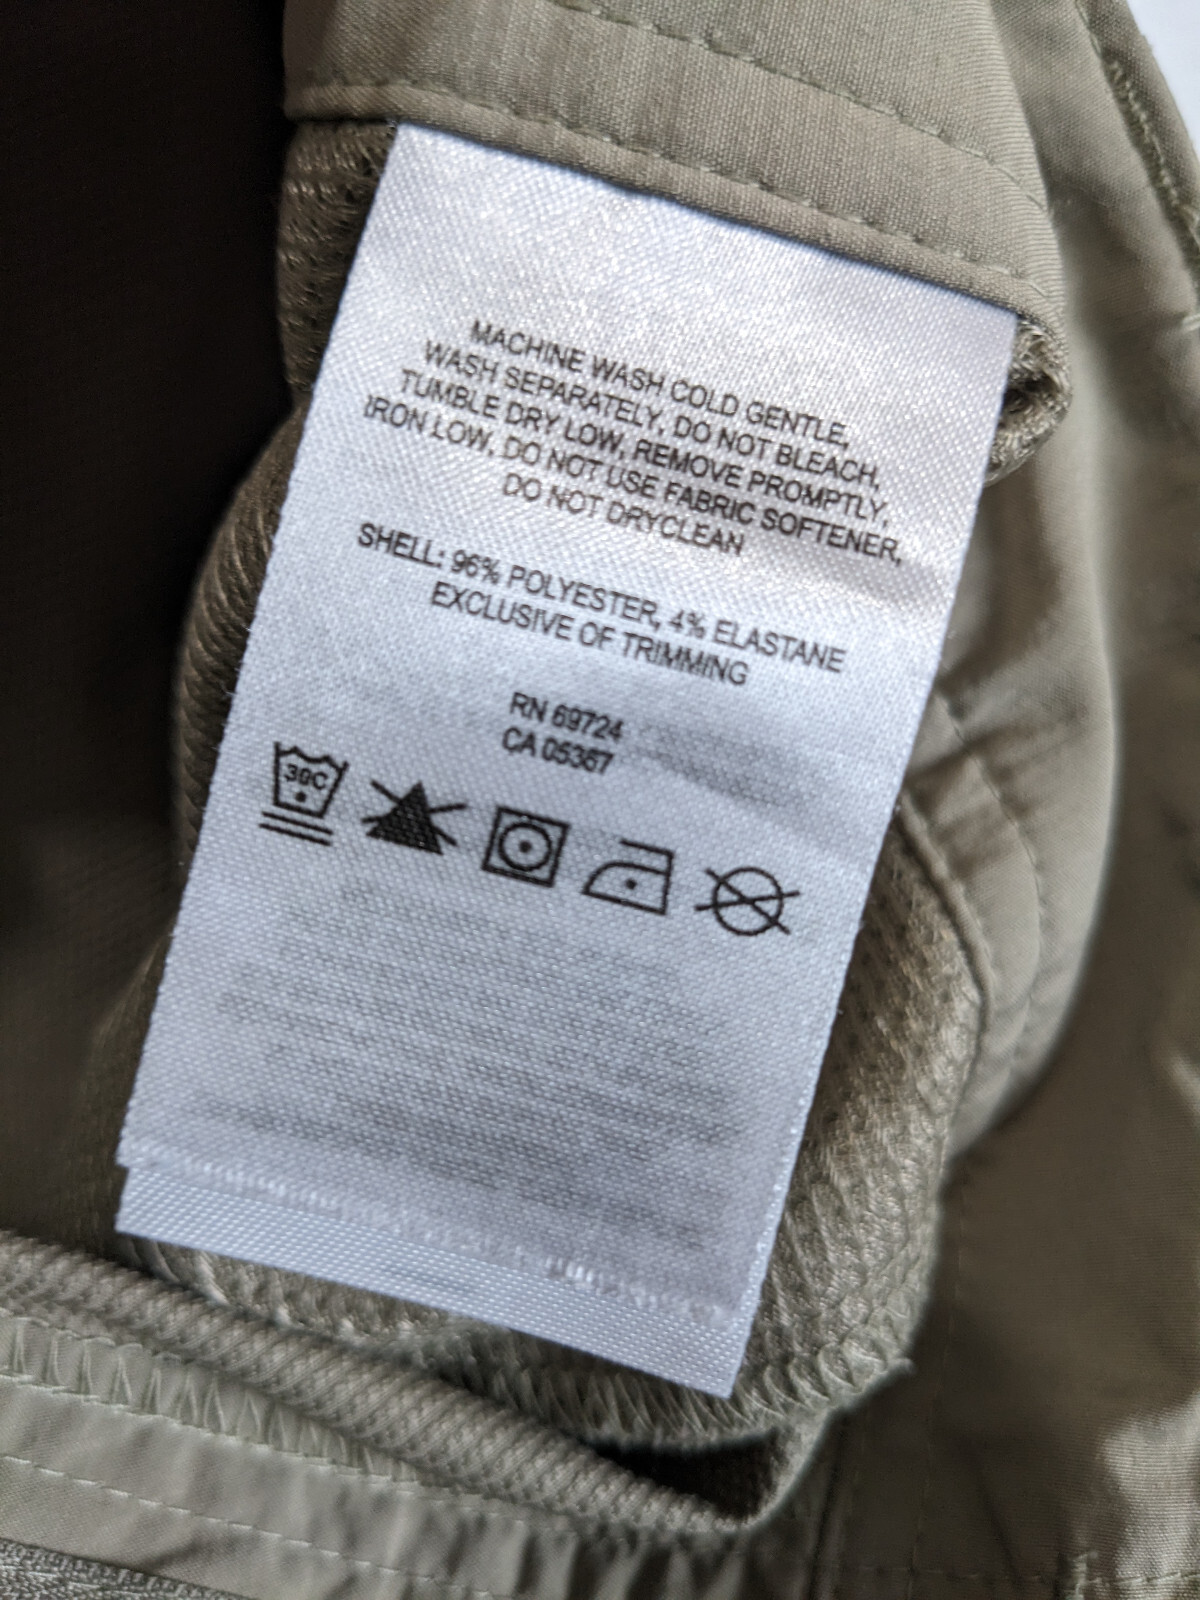 MACHINE WASH COLD GENTLE,
WASH SEPARATELY, DO NOT BLEACH,
TUMBLE DRY LOW, REMOVE PROMPTLY,
IRON LOW, DO NOT USE FABRIC SOFTENER,
DO NOT DRYCLEAN
SHELL: 96% POLYESTER, 4% ELASTANE
EXCLUSIVE OF TRIMMING
RN 69724
CA 05367
30C